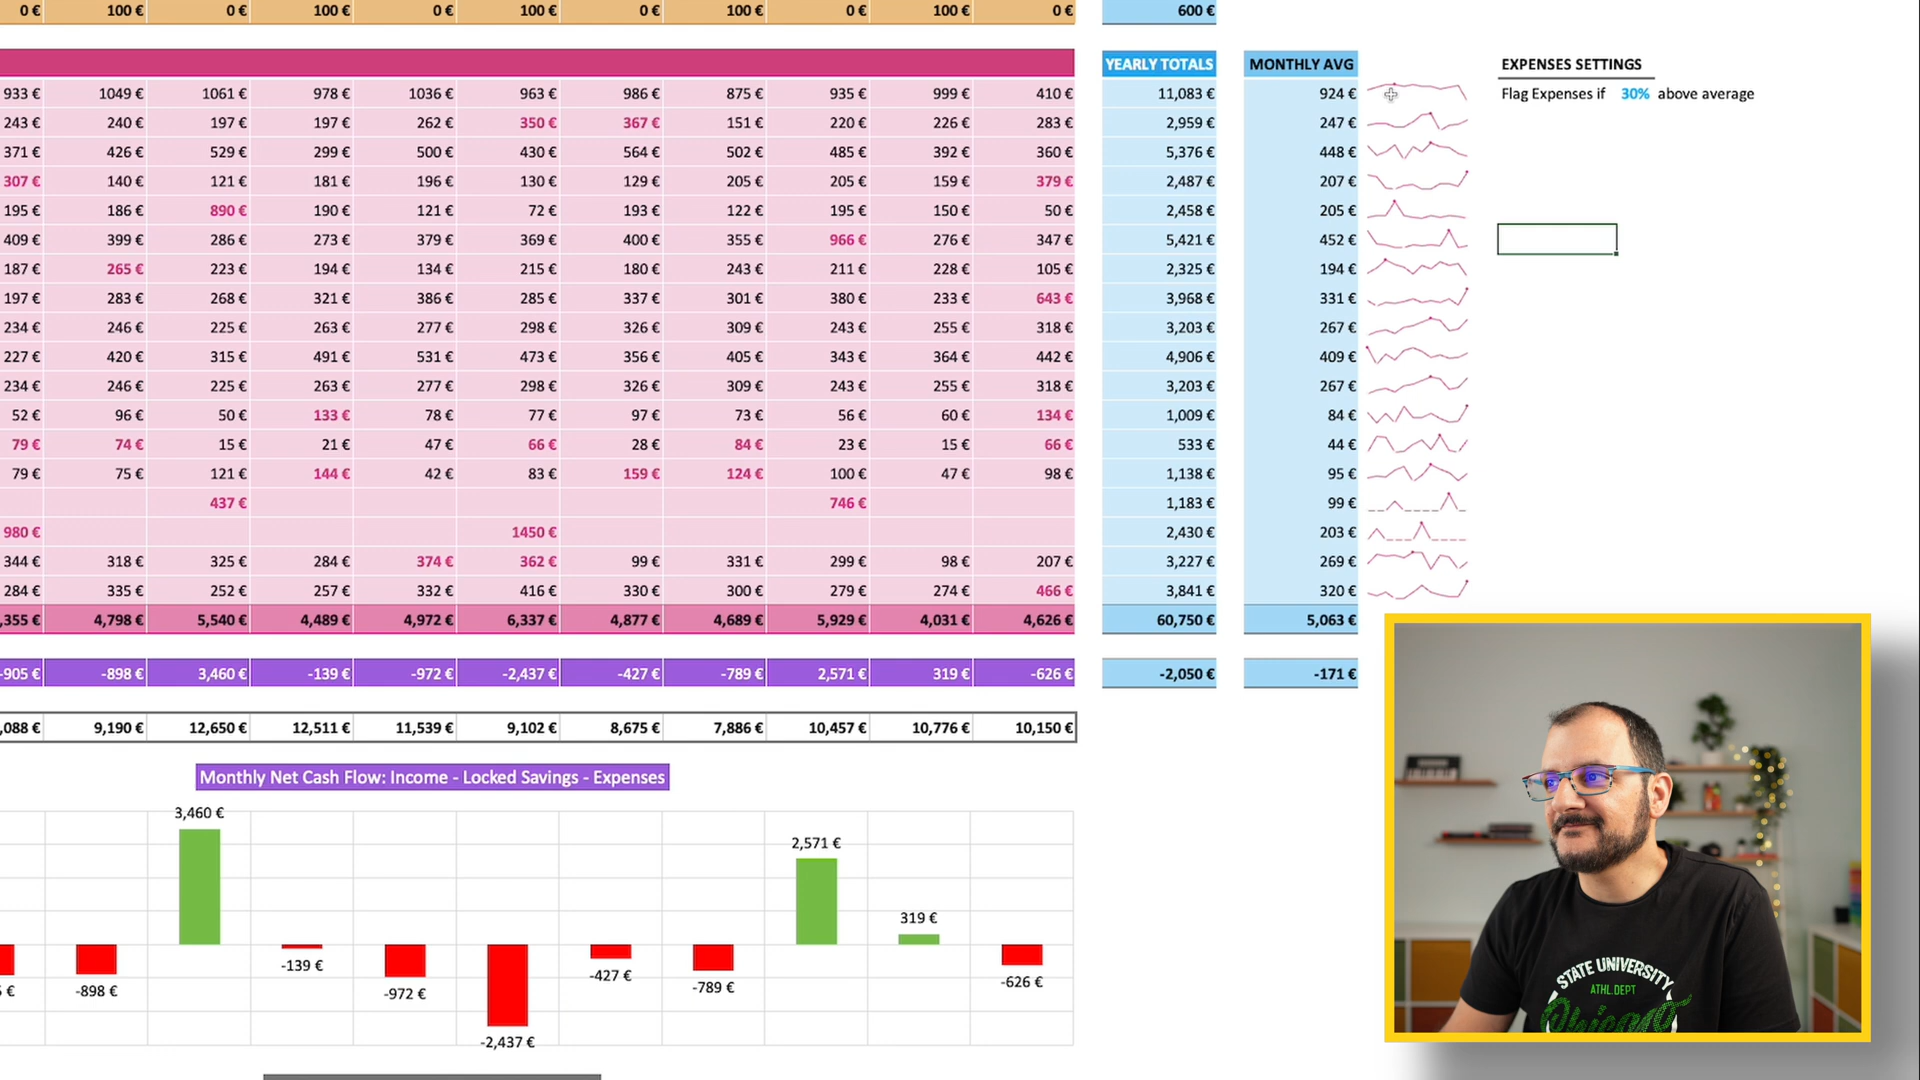 0 € 100 € 0 € 100 € 0 € 100 € 0 € 100 € 0 € 100 € 0 € 600 €
YEARLY TOTALS MONTHLY AVG EXPENSES SETTINGS
933 € 1049 € 1061 € 978 € 1036 € 963 € 986 € 875 € 935 € 999 € 410 € 11,083 € 924 € Flag Expenses if 30% above average
243 € 240 € 197 € 197 € 262 € 350 € 367 € 151 € 220 € 226 € 283 € 2,959 € 247 €
371 € 426 € 529 € 299 € 500 € 430 € 564 € 502 € 485 € 392 € 360 € 5,376 € 448 €
307 € 140 € 121 € 181 € 196 € 130 € 129 € 205 € 205 € 159 € 379 € 2,487 € 207 €
195 € 186 € 890 € 190 € 121 € 72 € 193 € 122 € 195 € 150 € 50 € 2,458 € 205 €
409 € 399 € 286 € 273 € 379 € 369 € 400 € 355 € 966 € 276 € 347 € 5,421 € 452 €
187 € 265 € 223 € 194 € 134 € 215 € 180 € 243 € 211 € 228 € 105 € 2,325 € 194 €
197 € 283 € 268 € 321 € 386 € 285 € 337 € 301 € 380 € 233 € 643 € 3,968 € 331 €
234 € 246 € 225 € 263 € 277 € 298 € 326 € 309 € 243 € 255 € 318 € 3,203 € 267 €
227 € 420 € 315 € 491 € 531 € 473 € 356 € 405 € 343 € 364 € 442 € 4,906 € 409 €
234 € 246 € 225 € 263 € 277 € 298 € 326 € 309 € 243 € 255 € 318 € 3,203 € 267 €
52 € 96 € 50 € 133 € 78 € 77 € 97 € 73 € 56 € 60 € 134 € 1,009 € 84 €
79 € 74 € 15 € 21 € 47 € 66 € 28 € 84 € 23 € 15 € 66 € 533 € 44 €
79 € 75 € 121 € 144 € 42 € 83 € 159 € 124 € 100 € 47 € 98 € 1,138 € 95 €
437 € 746 € 1,183 € 99 €
980 € 1450 € 2,430 € 203 €
344 € 318 € 325 € 284 € 374 € 362 € 99 € 331 € 299 € 98 € 207 € 3,227 € 269 €
284 € 335 € 252 € 257 € 332 € 416 € 330 € 300 € 279 € 274 € 466 € 3,841 € 320 €
,355 € 4,798 € 5,540 € 4,489 € 4,972 € 6,337 € 4,877 € 4,689 € 5,929 € 4,031 € 4,626 € 60,750 € 5,063 €
-905 € -898 € 3,460 € -139 € -972 € -2,437 € -427 € -789 € 2,571 € 319 € -626 € -2,050 € -171 €
,088 € 9,190 € 12,650 € 12,511 € 11,539 € 9,102 € 8,675 € 7,886 € 10,457 € 10,776 € 10,150 €
Monthly Net Cash Flow: Income - Locked Savings - Expenses
3,460 €
2,571 €
319 €
-139 €
-427 €
-626 €
-898 €
-972 €
-789 €
-2,437 €
STATE UNIVERSITY
ATHL.DEPT
Chicago